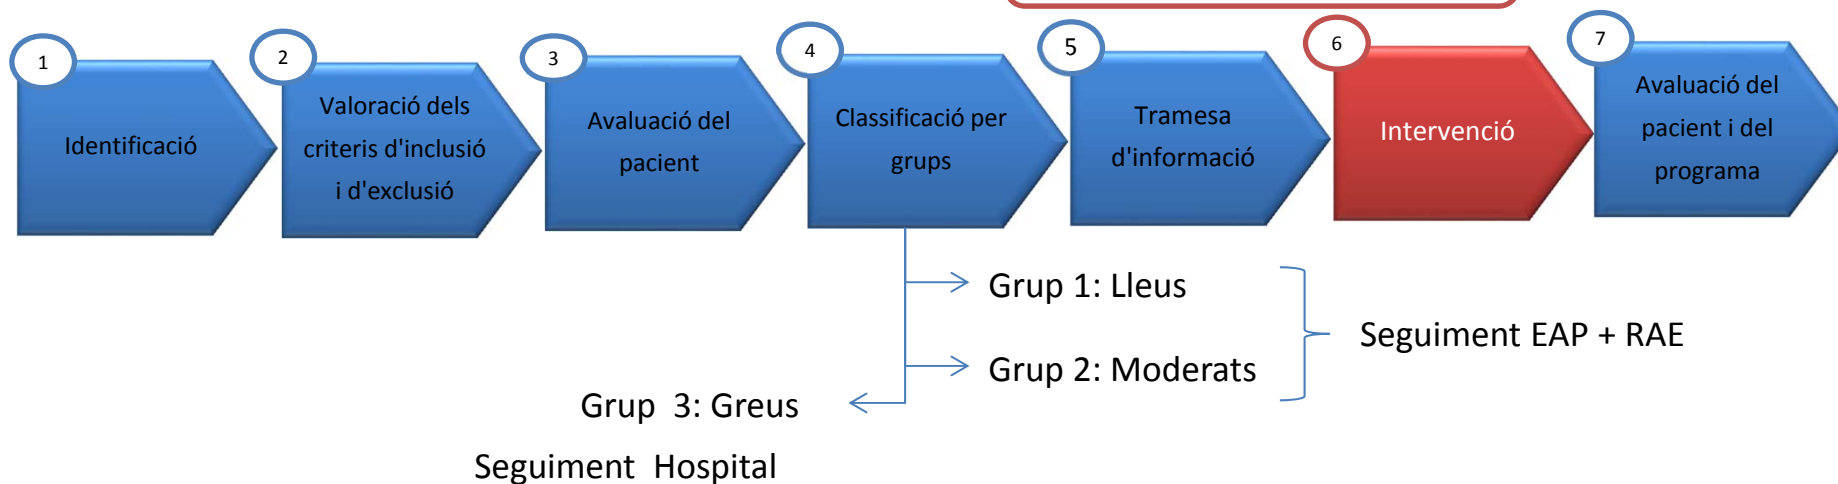 1
Identificació
2
Valoració dels
criteris d'inclusió
i d'exclusió
3
Avaluació del
pacient
4
Classificació per
grups
5
Tramesa
d'informació
6
Intervenció
7
Avaluació del
pacient i del
programa
Grup 1: Lleus
Grup 2: Moderats
Seguiment EAP + RAE
Grup 3: Greus
Seguiment Hospital